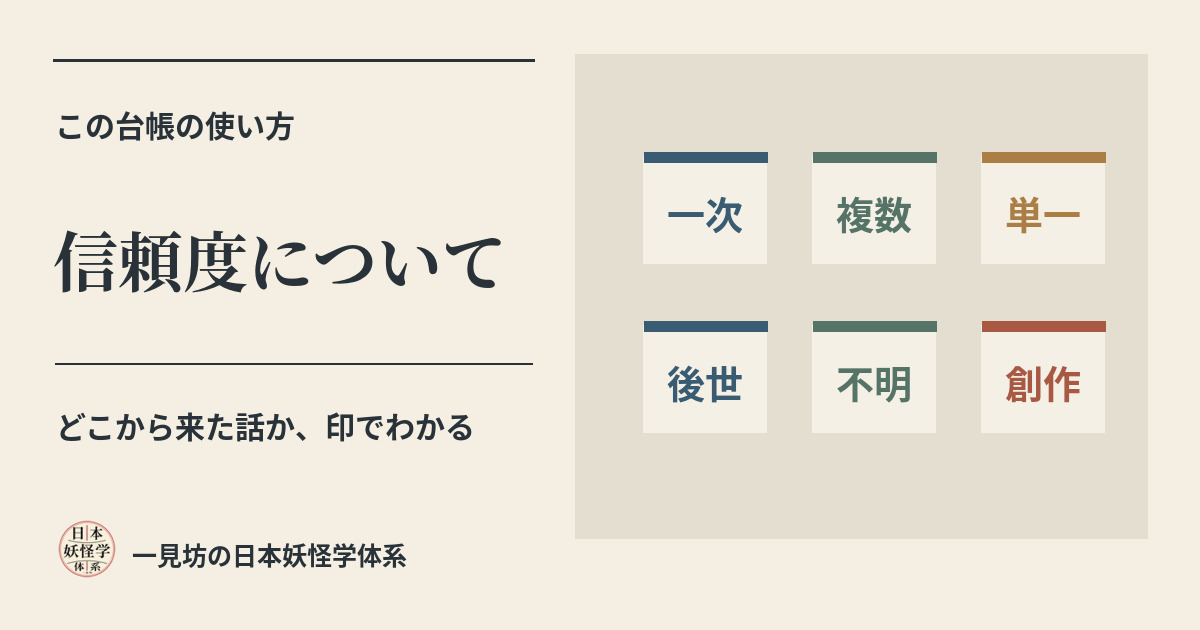 この台帳の使い方
信頼度について
どこから来た話か、印でわかる
日本
妖怪学
体系
一見坊の日本妖怪学体系
一次
複数
単一
後世
不明
創作